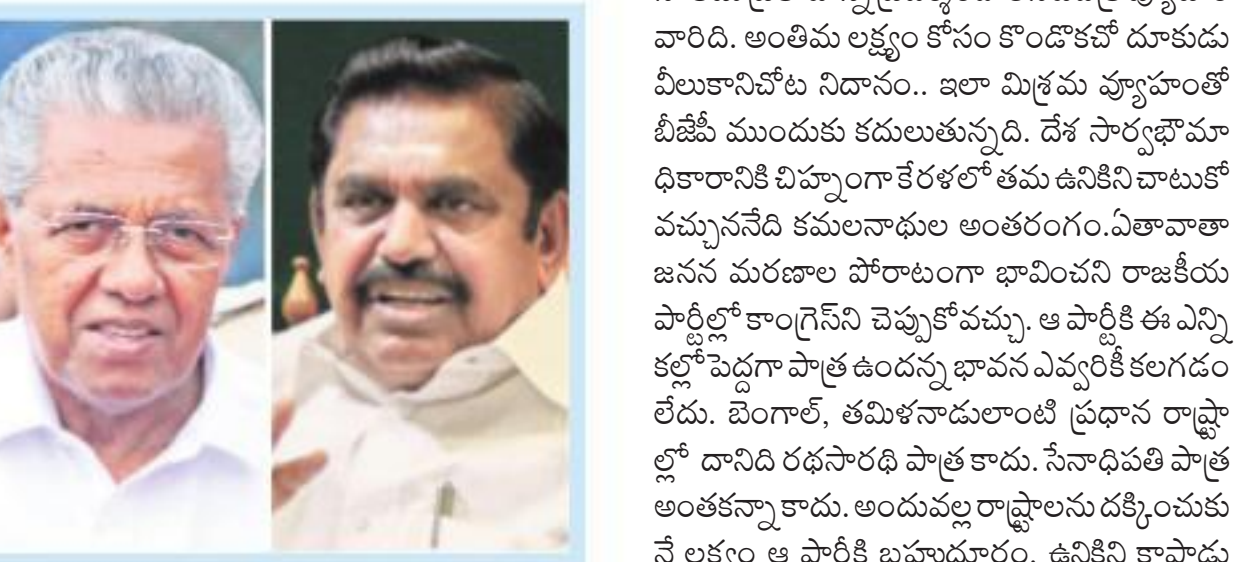 వారిది. అంతిమ లక్ష్యం కోసం కొండొకచో దూకుడు
వీలుకానిచోట నిదానం.. ఇలా మిశ్రమ వ్యూహంతో
బీజేపీ ముందుకు కదులుతున్నది. దేశ సార్వభౌమా
ధికారానికి చిహ్నంగా కేరళలో తమ ఉనికిని చాటుకో
వచ్చుననేది కమలనాథుల అంతరంగం.ఏతావాతా
జనన మరణాల పోరాటంగా భావించని రాజకీయ
పార్టీల్లో కాంగ్రెస్‌ని చెప్పుకోవచ్చు. ఆ పార్టీకి ఈ ఎన్ని
కల్లో పెద్దగా పాత్ర ఉందన్న భావన ఎవ్వరికీ కలగడం
లేదు. బెంగాల్, తమిళనాడులాంటి ప్రధాన రాష్ట్రా
ల్లో దానిది రథసారథి పాత్ర కాదు. సేనాధిపతి పాత్ర
అంతకన్నా కాదు. అందువల్ల రాష్ట్రాలను దక్కించుకు
నే లక్ష్యం ఆ పార్టీకి బహుదూరం. ఉనికిని కాపాడు